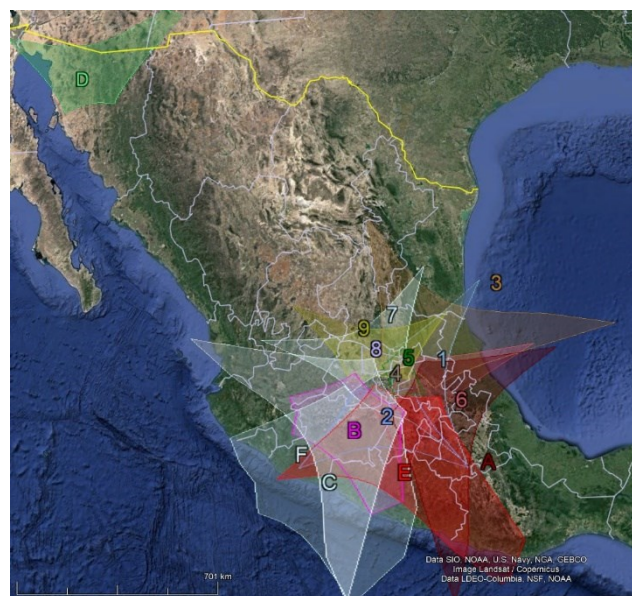 D
3
7
9
8
5
1
4
6
2
B
F
E
A
C
Data SIO, NOAA, U.S. Navy, NGA, GEBCO
Image Landsat / Copernicus
Data LDEO-Columbia, NSF, NOAA
701 km